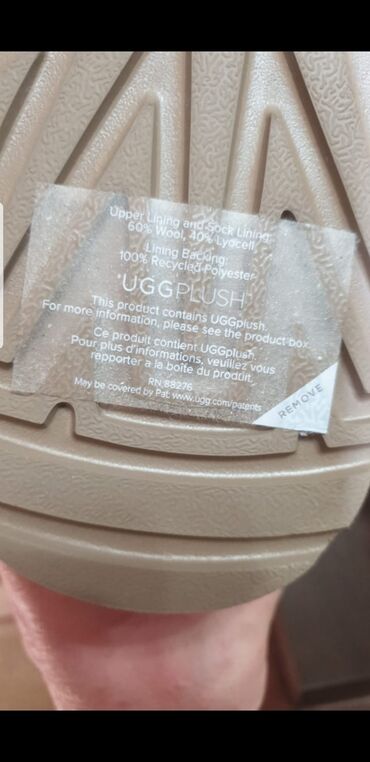 Upper Lining and Sock Lining:
60% Wool, 40% Lyocell
Lining Backing:
100% Recycled Polyester
UGGPLUSH
This product contains UGGplush.
For more information, please see the product box.
Ce produit contient UGGplush.
Pour plus d'informations, veuillez vous
rapporter a la boîte du produit.
RN 88276
May be covered by Pat. www.ugg.com/patents
REMOVE